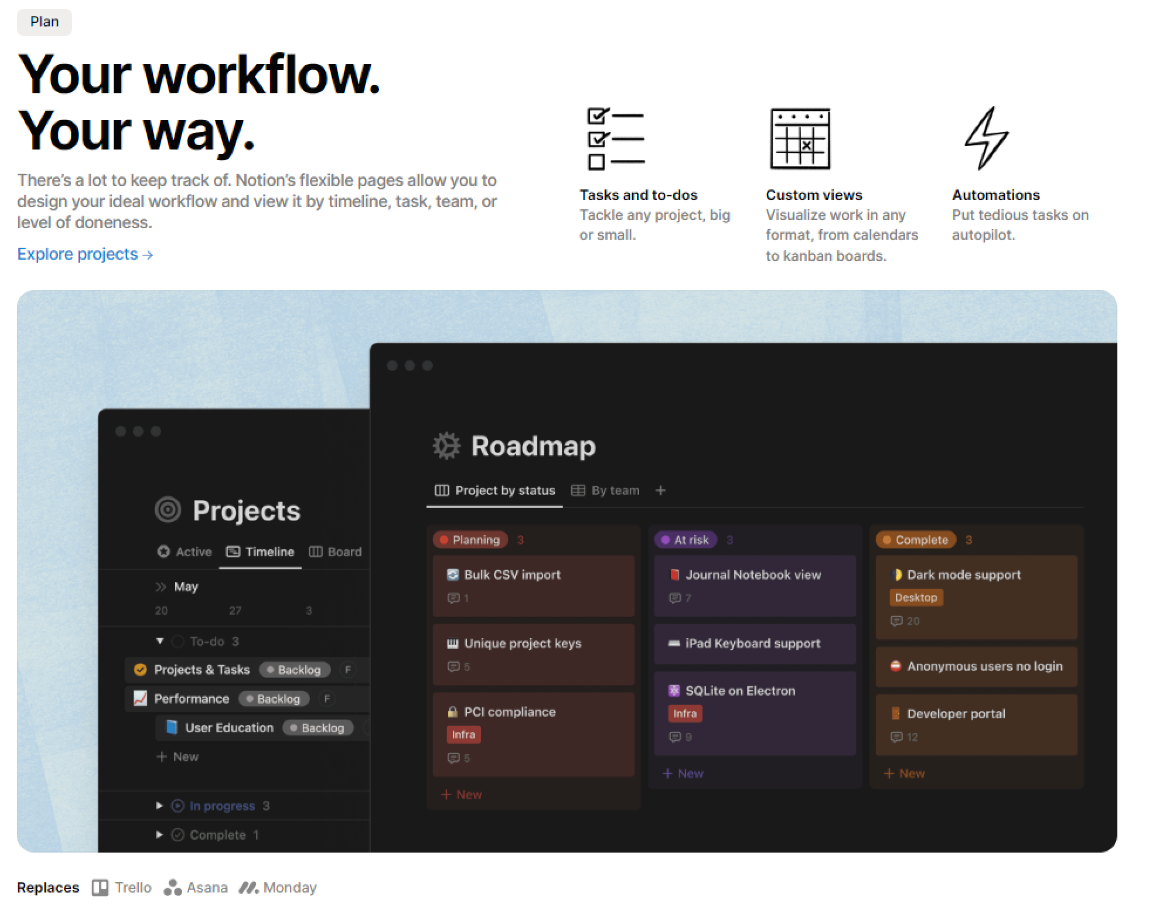 Plan
Your workflow.
Your way.
There's a lot to keep track of. Notion's flexible pages allow you to
design your ideal workflow and view it by timeline, task, team, or
level of doneness.
Explore projects →
Tasks and to-dos
Tackle any project, big
or small.
Custom views
Visualize work in any
format, from calendars
to kanban boards.
Automations
Put tedious tasks on
autopilot.
Projects
Active Timeline Board
May
20 27 3
To-do 3
Projects & Tasks Backlog F
Performance Backlog F
User Education Backlog
+ New
In progress 3
Complete 1
Roadmap
Project by status By team +
Planning 3
Bulk CSV import
1
Unique project keys
5
PCI compliance
Infra
5
+ New
At risk 3
Journal Notebook view
7
iPad Keyboard support
SQLite on Electron
Infra
9
+ New
Complete 3
Dark mode support
Desktop
20
Anonymous users no login
Developer portal
12
+ New
Replaces Trello Asana Monday